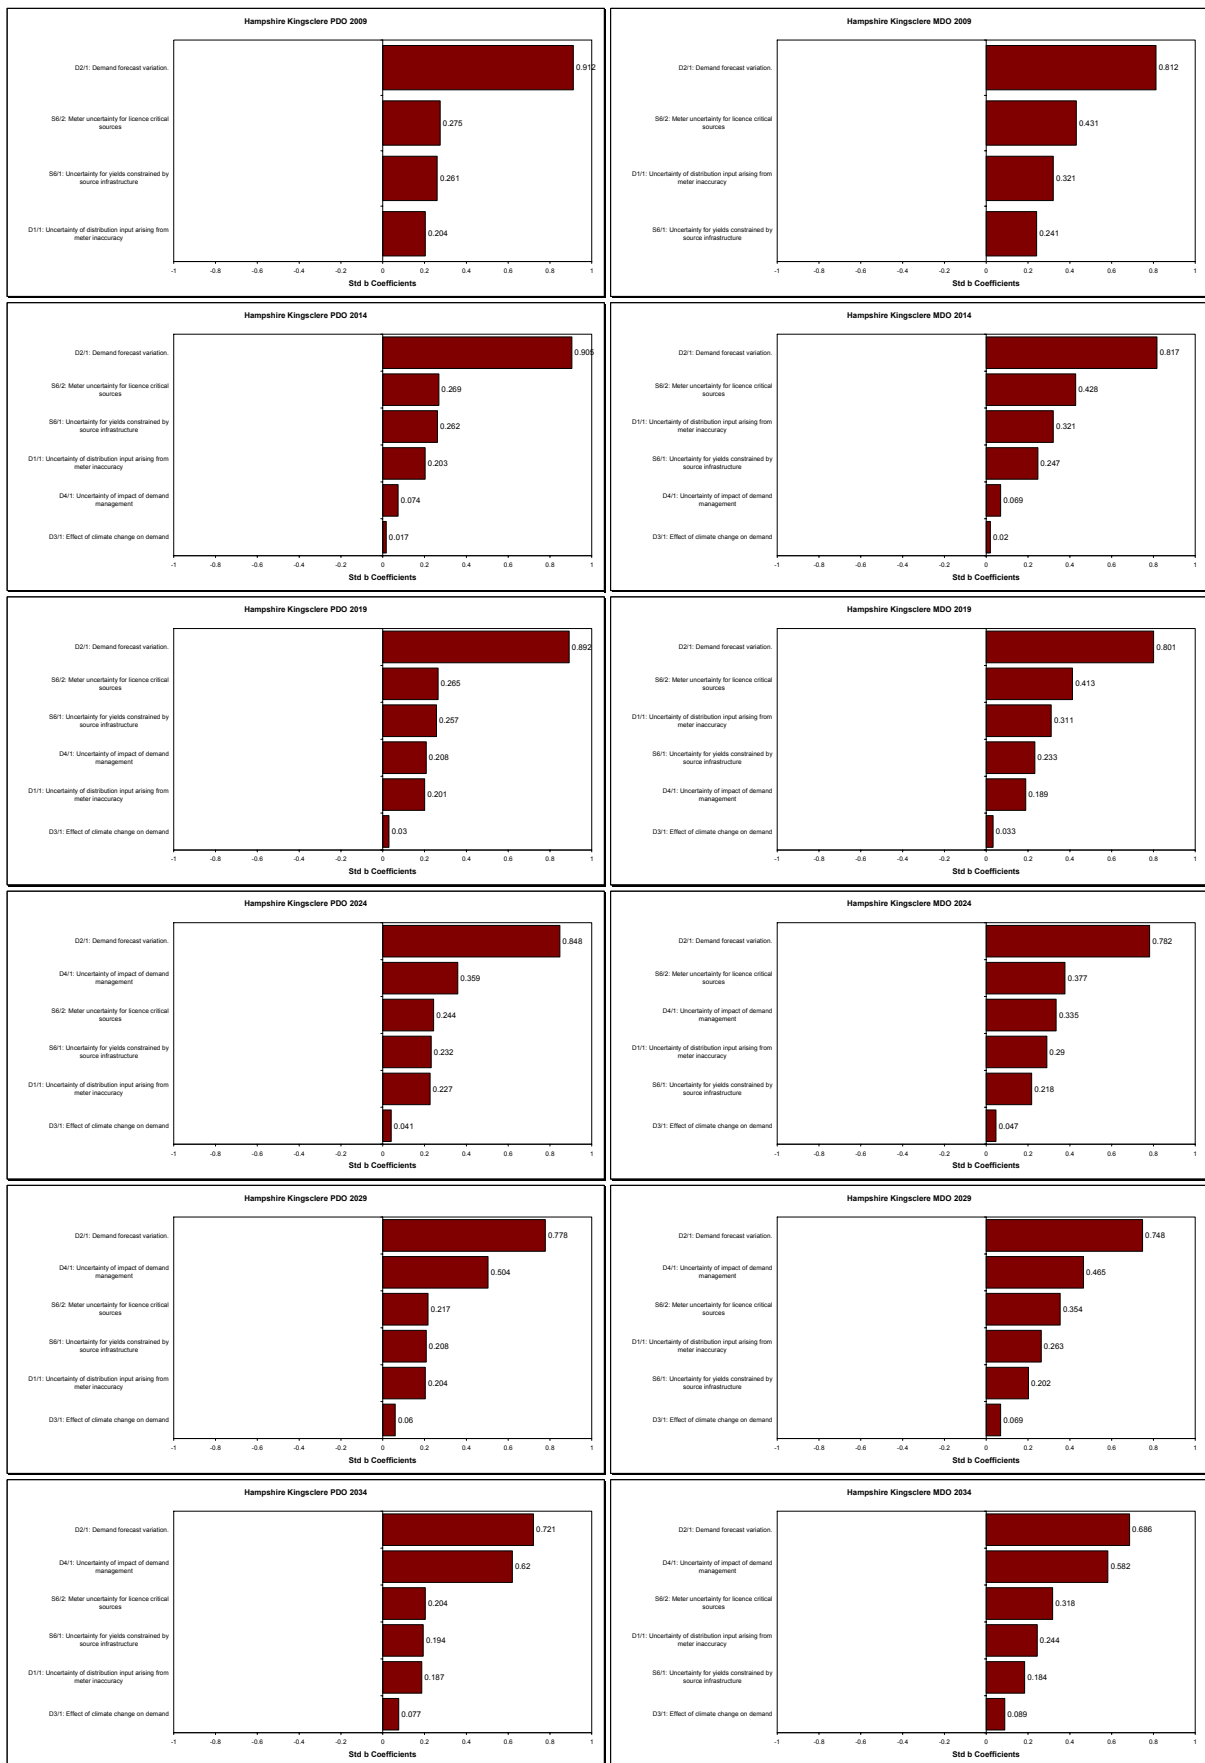 Hampshire Kingsclere PDO 2009
D2/1: Demand forecast variation.
0.912
S6/2: Meter uncertainty for licence critical
sources
0.275
S6/1: Uncertainty for yields constrained by
source infrastructure
0.261
D1/1: Uncertainty of distribution input arising from
meter inaccuracy
0.204
-1 -0.8 -0.6 -0.4 -0.2 0 0.2 0.4 0.6 0.8 1
Std b Coefficients
Hampshire Kingsclere MDO 2009
D2/1: Demand forecast variation.
0.812
S6/2: Meter uncertainty for licence critical
sources
0.431
D1/1: Uncertainty of distribution input arising from
meter inaccuracy
0.321
S6/1: Uncertainty for yields constrained by
source infrastructure
0.241
-1 -0.8 -0.6 -0.4 -0.2 0 0.2 0.4 0.6 0.8 1
Std b Coefficients
Hampshire Kingsclere PDO 2014
D2/1: Demand forecast variation.
0.905
S6/2: Meter uncertainty for licence critical
sources
0.269
S6/1: Uncertainty for yields constrained by
source infrastructure
0.262
D1/1: Uncertainty of distribution input arising from
meter inaccuracy
0.203
D4/1: Uncertainty of impact of demand
management
0.074
D3/1: Effect of climate change on demand
0.017
-1 -0.8 -0.6 -0.4 -0.2 0 0.2 0.4 0.6 0.8 1
Std b Coefficients
Hampshire Kingsclere MDO 2014
D2/1: Demand forecast variation.
0.817
S6/2: Meter uncertainty for licence critical
sources
0.428
D1/1: Uncertainty of distribution input arising from
meter inaccuracy
0.321
S6/1: Uncertainty for yields constrained by
source infrastructure
0.247
D4/1: Uncertainty of impact of demand
management
0.069
D3/1: Effect of climate change on demand
0.02
-1 -0.8 -0.6 -0.4 -0.2 0 0.2 0.4 0.6 0.8 1
Std b Coefficients
Hampshire Kingsclere PDO 2019
D2/1: Demand forecast variation.
0.892
S6/2: Meter uncertainty for licence critical
sources
0.265
S6/1: Uncertainty for yields constrained by
source infrastructure
0.257
D4/1: Uncertainty of impact of demand
management
0.208
D1/1: Uncertainty of distribution input arising from
meter inaccuracy
0.201
D3/1: Effect of climate change on demand
0.03
-1 -0.8 -0.6 -0.4 -0.2 0 0.2 0.4 0.6 0.8 1
Std b Coefficients
Hampshire Kingsclere MDO 2019
D2/1: Demand forecast variation.
0.801
S6/2: Meter uncertainty for licence critical
sources
0.413
D1/1: Uncertainty of distribution input arising from
meter inaccuracy
0.311
S6/1: Uncertainty for yields constrained by
source infrastructure
0.233
D4/1: Uncertainty of impact of demand
management
0.189
D3/1: Effect of climate change on demand
0.033
-1 -0.8 -0.6 -0.4 -0.2 0 0.2 0.4 0.6 0.8 1
Std b Coefficients
Hampshire Kingsclere PDO 2024
D2/1: Demand forecast variation.
0.848
D4/1: Uncertainty of impact of demand
management
0.359
S6/2: Meter uncertainty for licence critical
sources
0.244
S6/1: Uncertainty for yields constrained by
source infrastructure
0.232
D1/1: Uncertainty of distribution input arising from
meter inaccuracy
0.227
D3/1: Effect of climate change on demand
0.041
-1 -0.8 -0.6 -0.4 -0.2 0 0.2 0.4 0.6 0.8 1
Std b Coefficients
Hampshire Kingsclere MDO 2024
D2/1: Demand forecast variation.
0.782
S6/2: Meter uncertainty for licence critical
sources
0.377
D4/1: Uncertainty of impact of demand
management
0.335
D1/1: Uncertainty of distribution input arising from
meter inaccuracy
0.29
S6/1: Uncertainty for yields constrained by
source infrastructure
0.218
D3/1: Effect of climate change on demand
0.047
-1 -0.8 -0.6 -0.4 -0.2 0 0.2 0.4 0.6 0.8 1
Std b Coefficients
Hampshire Kingsclere PDO 2029
D2/1: Demand forecast variation.
0.778
D4/1: Uncertainty of impact of demand
management
0.504
S6/2: Meter uncertainty for licence critical
sources
0.217
S6/1: Uncertainty for yields constrained by
source infrastructure
0.208
D1/1: Uncertainty of distribution input arising from
meter inaccuracy
0.204
D3/1: Effect of climate change on demand
0.06
-1 -0.8 -0.6 -0.4 -0.2 0 0.2 0.4 0.6 0.8 1
Std b Coefficients
Hampshire Kingsclere MDO 2029
D2/1: Demand forecast variation.
0.748
D4/1: Uncertainty of impact of demand
management
0.465
S6/2: Meter uncertainty for licence critical
sources
0.354
D1/1: Uncertainty of distribution input arising from
meter inaccuracy
0.263
S6/1: Uncertainty for yields constrained by
source infrastructure
0.202
D3/1: Effect of climate change on demand
0.069
-1 -0.8 -0.6 -0.4 -0.2 0 0.2 0.4 0.6 0.8 1
Std b Coefficients
Hampshire Kingsclere PDO 2034
D2/1: Demand forecast variation.
0.721
D4/1: Uncertainty of impact of demand
management
0.62
S6/2: Meter uncertainty for licence critical
sources
0.204
S6/1: Uncertainty for yields constrained by
source infrastructure
0.194
D1/1: Uncertainty of distribution input arising from
meter inaccuracy
0.187
D3/1: Effect of climate change on demand
0.077
-1 -0.8 -0.6 -0.4 -0.2 0 0.2 0.4 0.6 0.8 1
Std b Coefficients
Hampshire Kingsclere MDO 2034
D2/1: Demand forecast variation.
0.686
D4/1: Uncertainty of impact of demand
management
0.582
S6/2: Meter uncertainty for licence critical
sources
0.318
D1/1: Uncertainty of distribution input arising from
meter inaccuracy
0.244
S6/1: Uncertainty for yields constrained by
source infrastructure
0.184
D3/1: Effect of climate change on demand
0.089
-1 -0.8 -0.6 -0.4 -0.2 0 0.2 0.4 0.6 0.8 1
Std b Coefficients